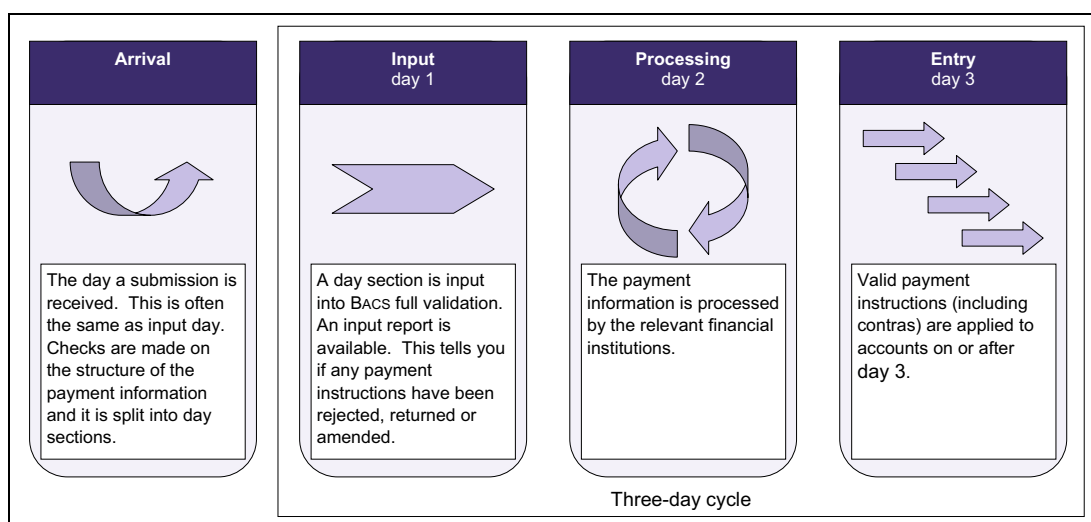 Arrival
The day a submission is
received.  This is often
the same as input day.
Checks are made on
the structure of the
payment information
and it is split into day
sections.
Input
day 1
A day section is input
into BACS full validation.
An input report is
available.  This tells you
if any payment
instructions have been
rejected, returned or
amended.
Processing
day 2
The payment
information is processed
by the relevant financial
institutions.
Entry
day 3
Valid payment
instructions (including
contras) are applied to
accounts on or after
day 3.
Three-day cycle